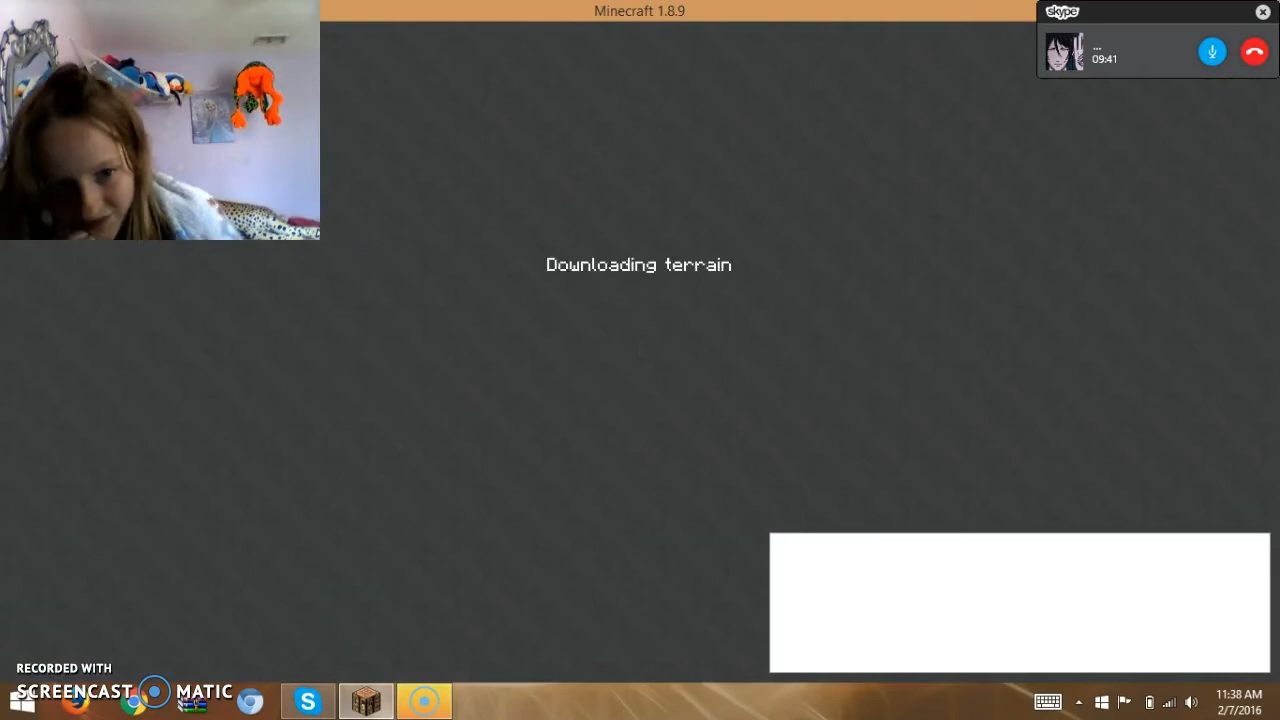 Minecraft 1.8.9
skype
...
09:41
Downloading terrain
RECORDED WITH
SCREENCAST MATIC
S
11:38 AM
2/7/2016